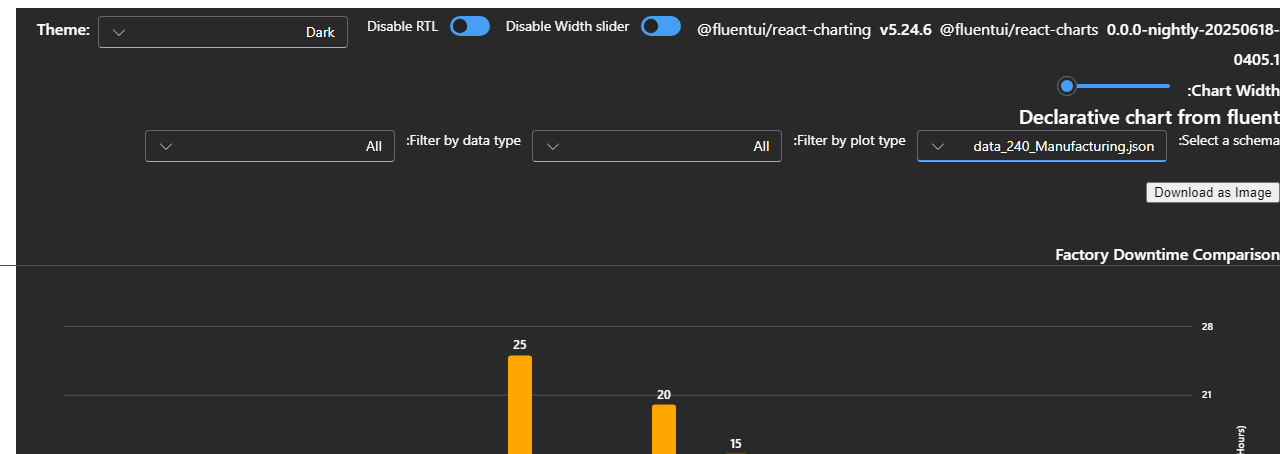 Theme: Dark Disable RTL Disable Width slider @fluentui/react-charting v5.24.6 @fluentui/react-charts 0.0.0-nightly-20250618-
0405.1
:Chart Width
Declarative chart from fluent
:Select a schema data_240_Manufacturing.json :Filter by plot type All :Filter by data type All
Download as Image
Factory Downtime Comparison
28
25
20
21
15
Hours)